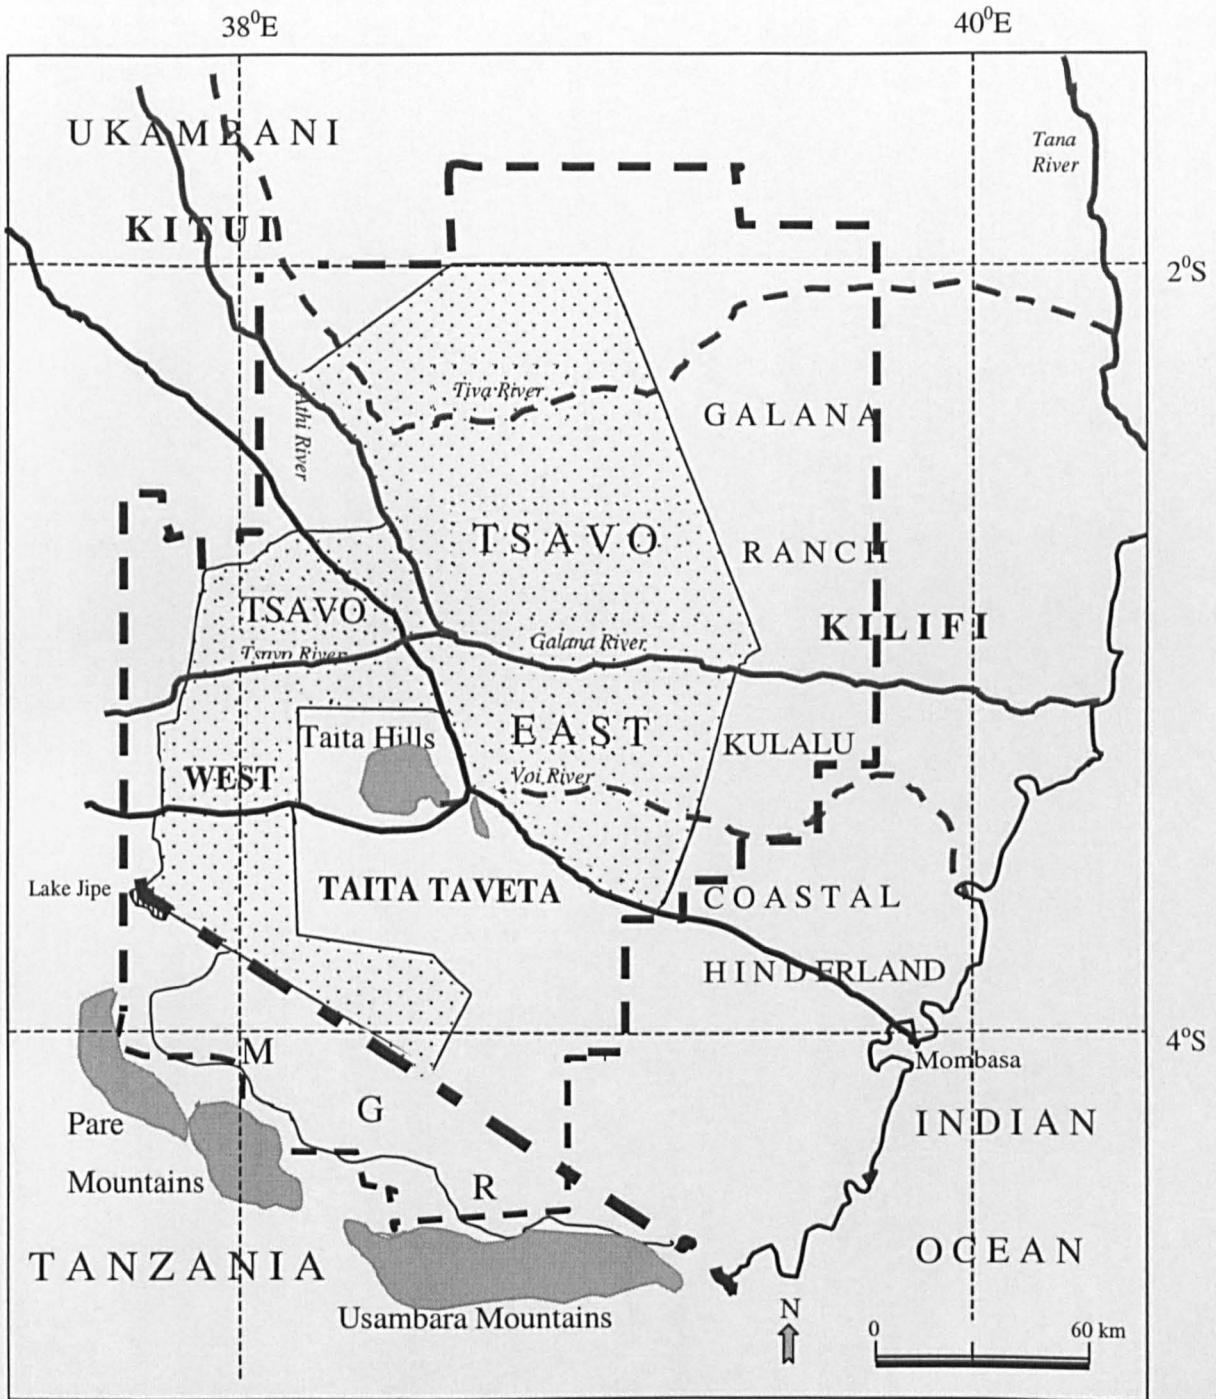 38⁰E
40⁰E
UKAMBANI
Tana
River
KITUI
2⁰S
Tiva River
GALANA
Athi River
TSAVO
RANCH
TSAVO
KILIFI
Galana River
Tsavo River
EAST
Taita Hills
KULALU
WEST
Voi River
Lake Jipe
TAITA TAVETA
COASTAL
HINDERLAND
4⁰S
M
Mombasa
G
INDIAN
Pare
Mountains
R
OCEAN
TANZANIA
Usambara Mountains
N
0
60 km